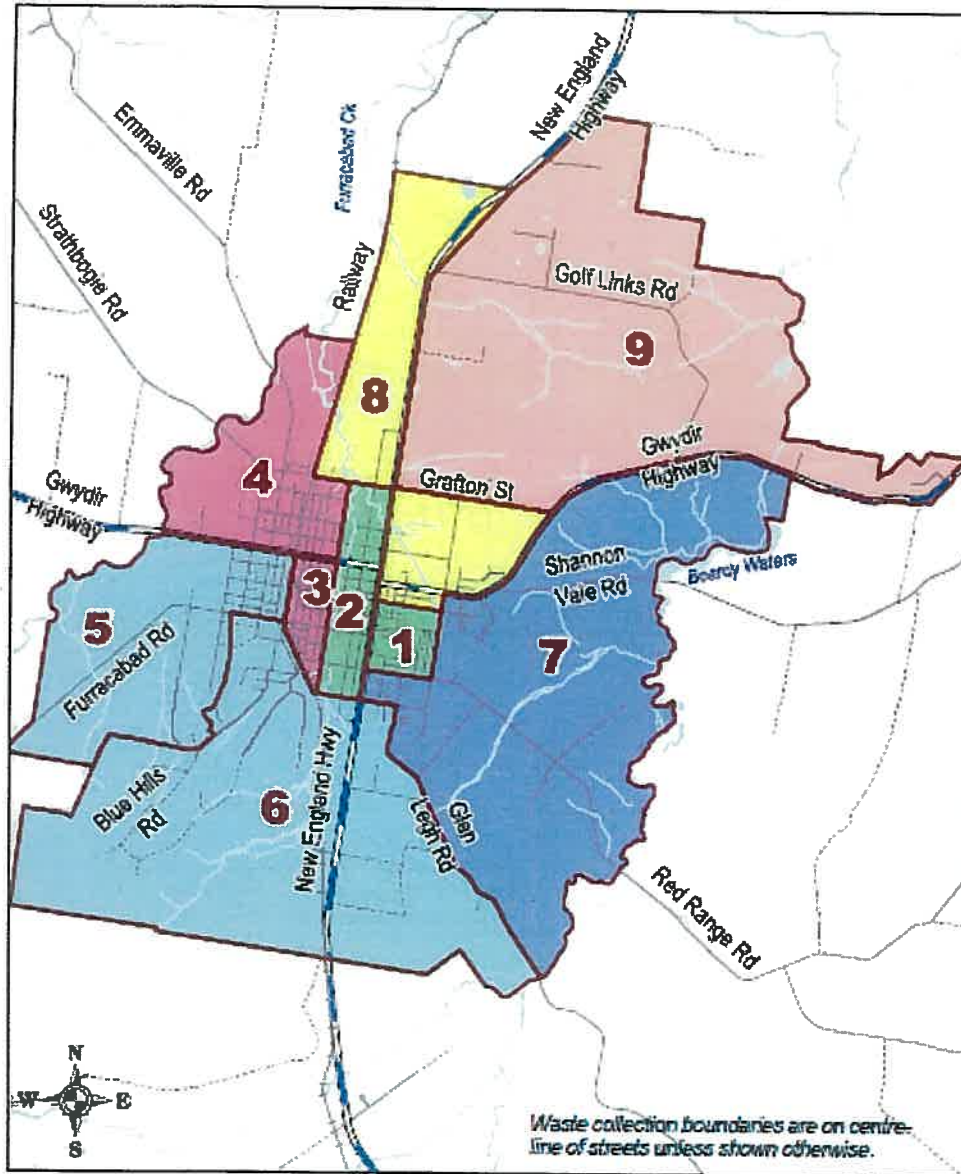 New England
Highway
Emmaville Rd
Furracabad Ck
Strathbogie Rd
Railway
Golf Links Rd
9
8
Gwydir
Highway
4
Grafton St
Gwydir
Highway
Shannon
Vale Rd
Bearcy Waters
3
2
1
5
7
Furracabad Rd
Blue Hills
Rd
6
New England Hwy
Glen
Legh Rd
Red Range Rd
N
W
E
S
Waste collection boundaries are on centre-
line of streets unless shown otherwise.